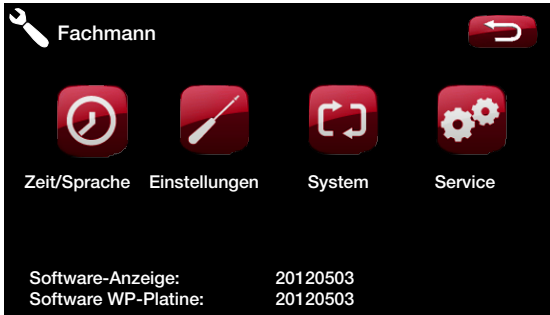 Fachmann
Zeit/Sprache Einstellungen System Service
Software-Anzeige: 20120503
Software WP-Platine: 20120503